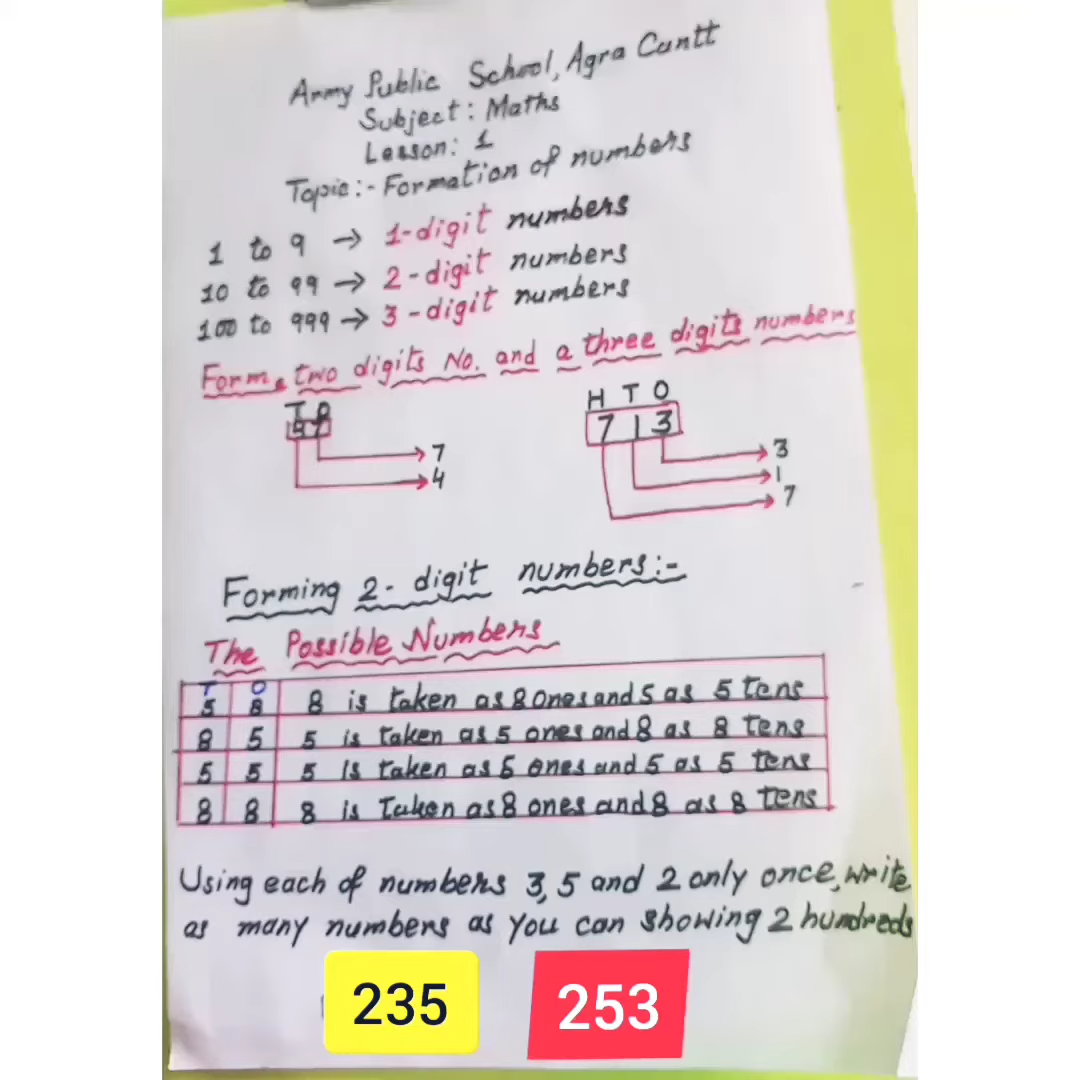 Army Public School, Agra Cantt
Subject: Maths
Lesson: 1
Topic:- Formation of numbers
1 to 9 → 1-digit numbers
10 to 99 → 2-digit numbers
100 to 999 → 3-digit numbers
Form a two digits No. and a three digits numbers
T O
47
7
4
H T O
7 1 3
3
1
7
Forming 2- digit numbers:-
The Possible Numbers
T O
5 8 8 is taken as 8 Ones and 5 as 5 tens
8 5 5 is taken as 5 ones and 8 as 8 tens
5 5 5 is taken as 5 ones and 5 as 5 tens
8 8 8 is Taken as 8 ones and 8 as 8 tens
Using each of numbers 3, 5 and 2 only once, write
as many numbers as you can showing 2 hundreds
235 253